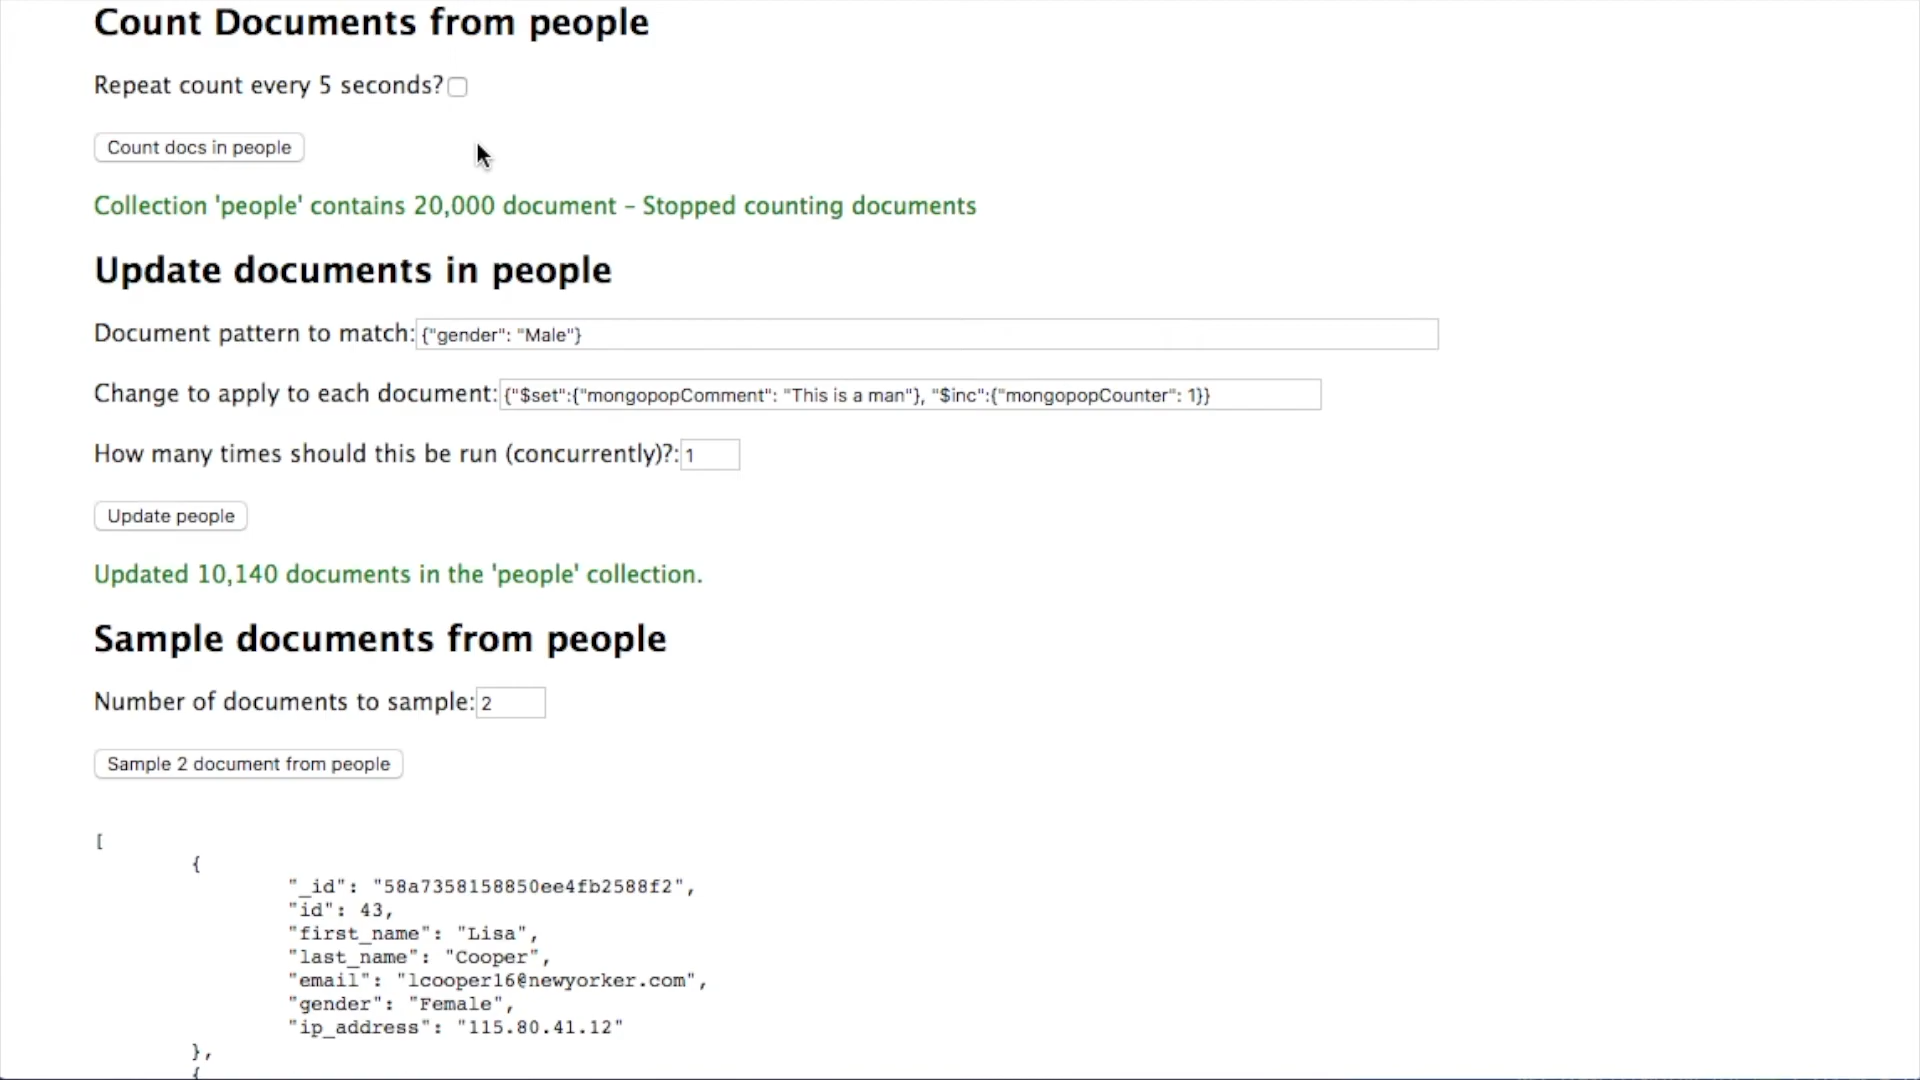 Count Documents from people
Repeat count every 5 seconds?
Count docs in people
Collection 'people' contains 20,000 document – Stopped counting documents
Update documents in people
Document pattern to match: {"gender": "Male"}
Change to apply to each document: {"$set":{"mongopopComment": "This is a man"}, "$inc":{"mongopopCounter": 1}}
How many times should this be run (concurrently)?: 1
Update people
Updated 10,140 documents in the 'people' collection.
Sample documents from people
Number of documents to sample: 2
Sample 2 document from people
[
{
"_id": "58a7358158850ee4fb2588f2",
"id": 43,
"first_name": "Lisa",
"last_name": "Cooper",
"email": "lcooper16@newyorker.com",
"gender": "Female",
"ip_address": "115.80.41.12"
},
{